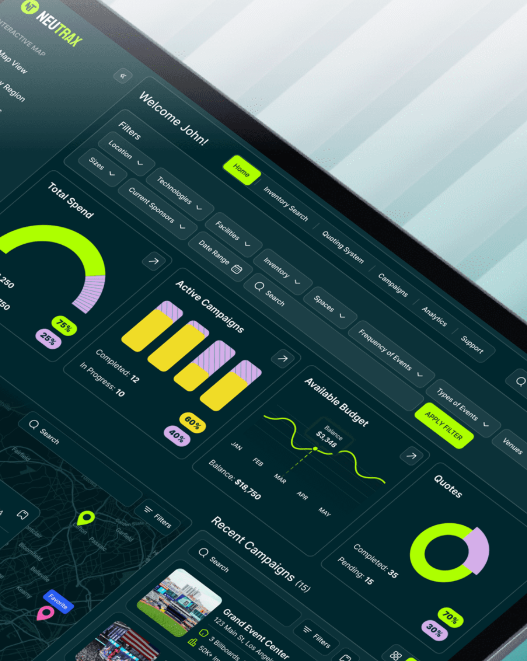 NT NEUTRAX
INTERACTIVE MAP
Map View
Region
Welcome John!
Home
Inventory Search
Quoting System
Campaigns
Analytics
Support
Filters
Location
Technologies
Facilities
Inventory
Spaces
Frequency of Events
Types of Events
Venues
Sizes
Current Sponsors
Date Range
Search
APPLY FILTER
Total Spend
,250
750
75%
25%
Active Campaigns
Completed: 12
In Progress: 10
60%
40%
Available Budget
Balance
$3,348
JAN
FEB
MAR
APR
MAY
Balance: $18,750
Quotes
Completed: 35
Pending: 15
70%
30%
Search
Filters
Favorite
Recent Campaigns (15)
Search
Filters
Grand Event Center
123 Main St, Los Angeles
3 Billboards,
50K+